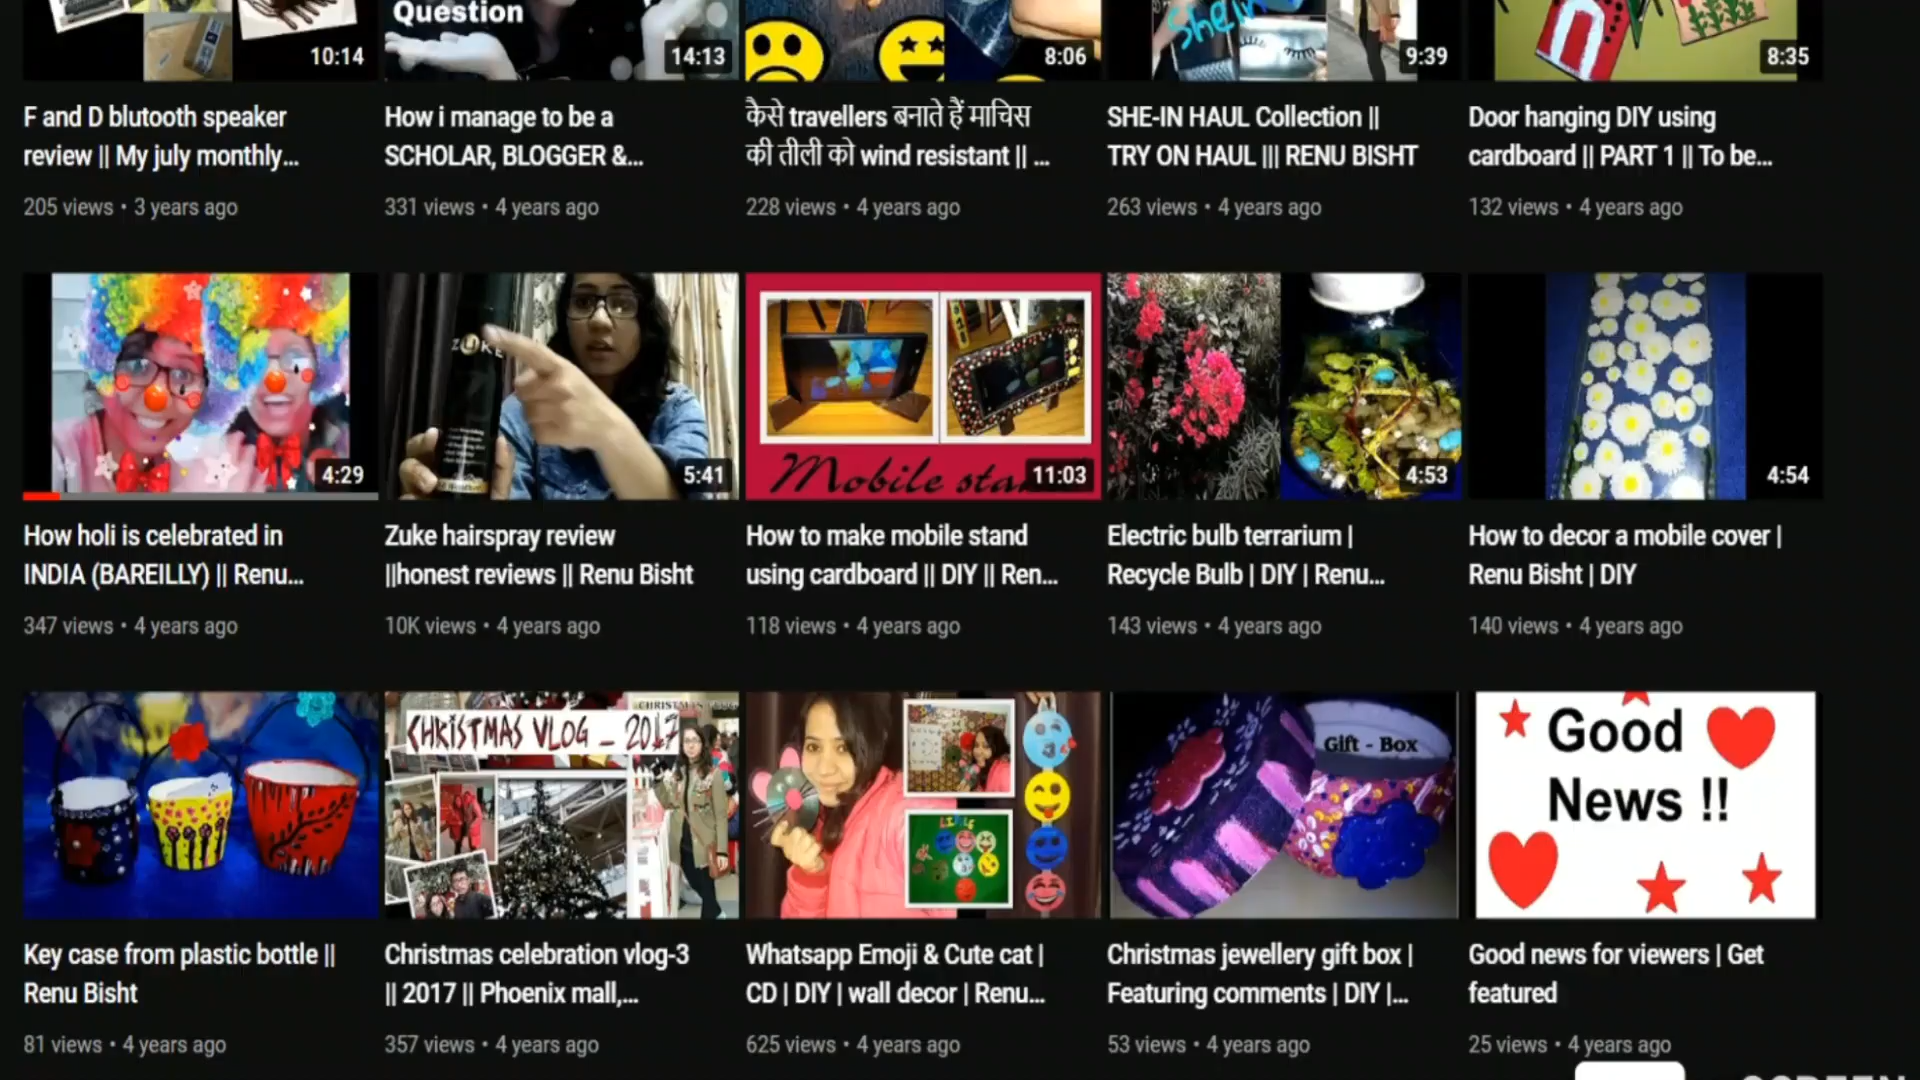 Question
Shein
10:14
14:13
8:06
9:39
8:35
F and D blutooth speaker
review || My july monthly...
205 views • 3 years ago
How i manage to be a
SCHOLAR, BLOGGER &...
331 views • 4 years ago
कैसे travellers बनाते हैं माचिस
की तीली को wind resistant || ...
228 views • 4 years ago
SHE-IN HAUL Collection ||
TRY ON HAUL ||| RENU BISHT
263 views • 4 years ago
Door hanging DIY using
cardboard || PART 1 || To be...
132 views • 4 years ago
4:29
ZUKE
5:41
Mobile
11:03
4:53
4:54
How holi is celebrated in
INDIA (BAREILLY) || Renu...
347 views • 4 years ago
Zuke hairspray review
||honest reviews || Renu Bisht
10K views • 4 years ago
How to make mobile stand
using cardboard || DIY || Ren...
118 views • 4 years ago
Electric bulb terrarium |
Recycle Bulb | DIY | Renu...
143 views • 4 years ago
How to decor a mobile cover |
Renu Bisht | DIY
140 views • 4 years ago
CHRISTMAS VLOG - 2017
Gift - Box
Good
News !!
Key case from plastic bottle ||
Renu Bisht
81 views • 4 years ago
Christmas celebration vlog-3
|| 2017 || Phoenix mall,...
357 views • 4 years ago
Whatsapp Emoji & Cute cat |
CD | DIY | wall decor | Renu...
625 views • 4 years ago
Christmas jewellery gift box |
Featuring comments | DIY |...
53 views • 4 years ago
Good news for viewers | Get
featured
25 views • 4 years ago